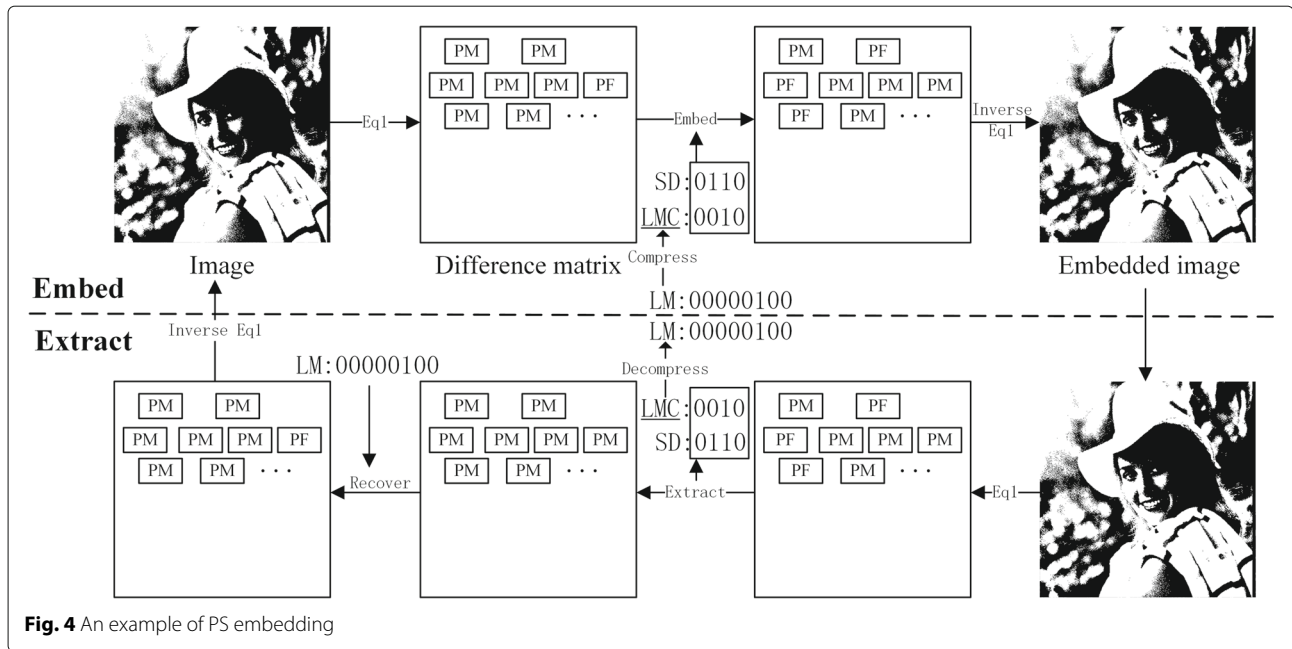 PM PM
PM PM PM PF
PM PM ···
PM PF
PF PM PM PM
PF PM ···
Eq1
Embed
Inverse
Eq1
SD:0110
LMC:0010
Compress
Image
Difference matrix
Embedded image
Embed
LM:00000100
Extract
Inverse Eq1
LM:00000100
Decompress
LM:00000100
LMC:0010
SD:0110
PM PM
PM PM PM PF
PM PM ···
Recover
PM PM
PM PM PM PM
PM PM ···
Extract
PM PF
PF PM PM PM
PF PM ···
Eq1
Fig. 4 An example of PS embedding